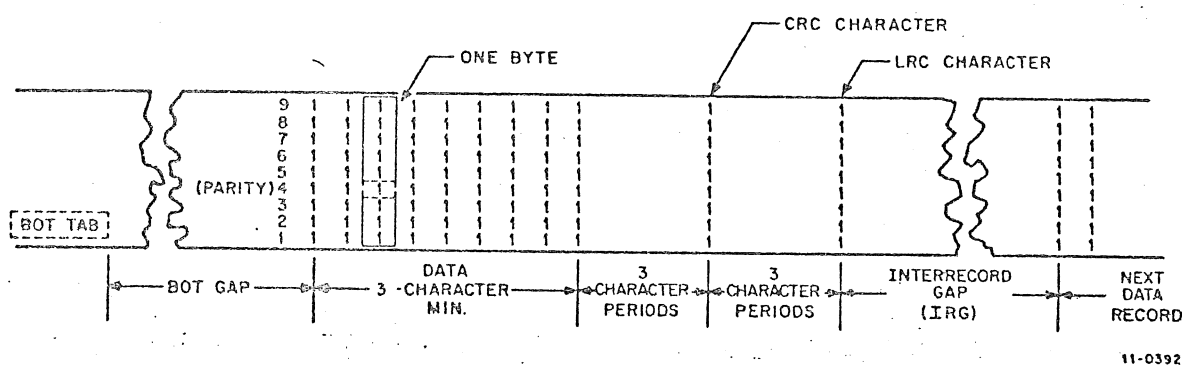 CRC CHARACTER
ONE BYTE
LRC CHARACTER
9
8
7
6
5
(PARITY) 4
3
2
1
BOT TAB
BOT GAP
DATA
3 -CHARACTER
MIN.
3
CHARACTER
PERIODS
3
CHARACTER
PERIODS
INTERRECORD
GAP
(IRG)
NEXT
DATA
RECORD
11-0392